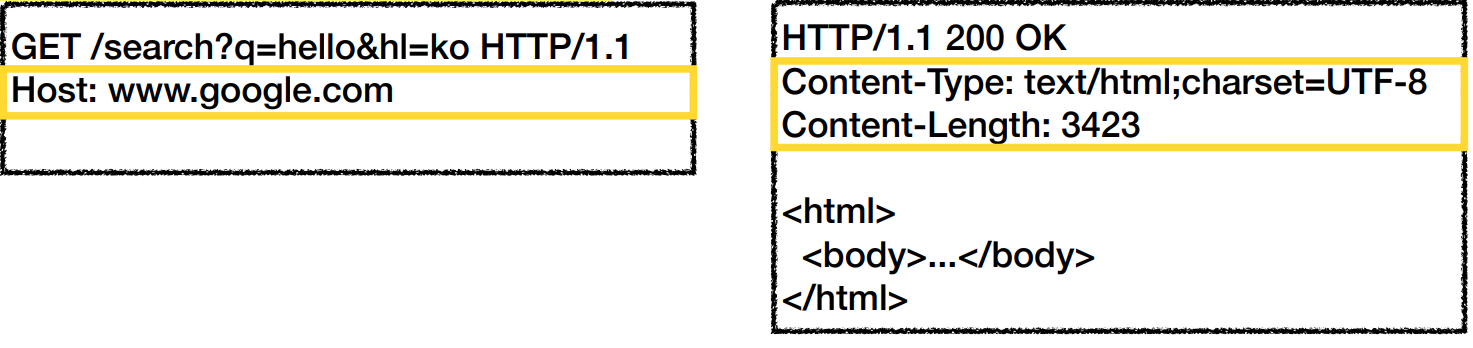 GET /search?q=hello&hl=ko HTTP/1.1
Host: www.google.com
HTTP/1.1 200 OK
Content-Type: text/html;charset=UTF-8
Content-Length: 3423
<html>
<body>...</body>
</html>